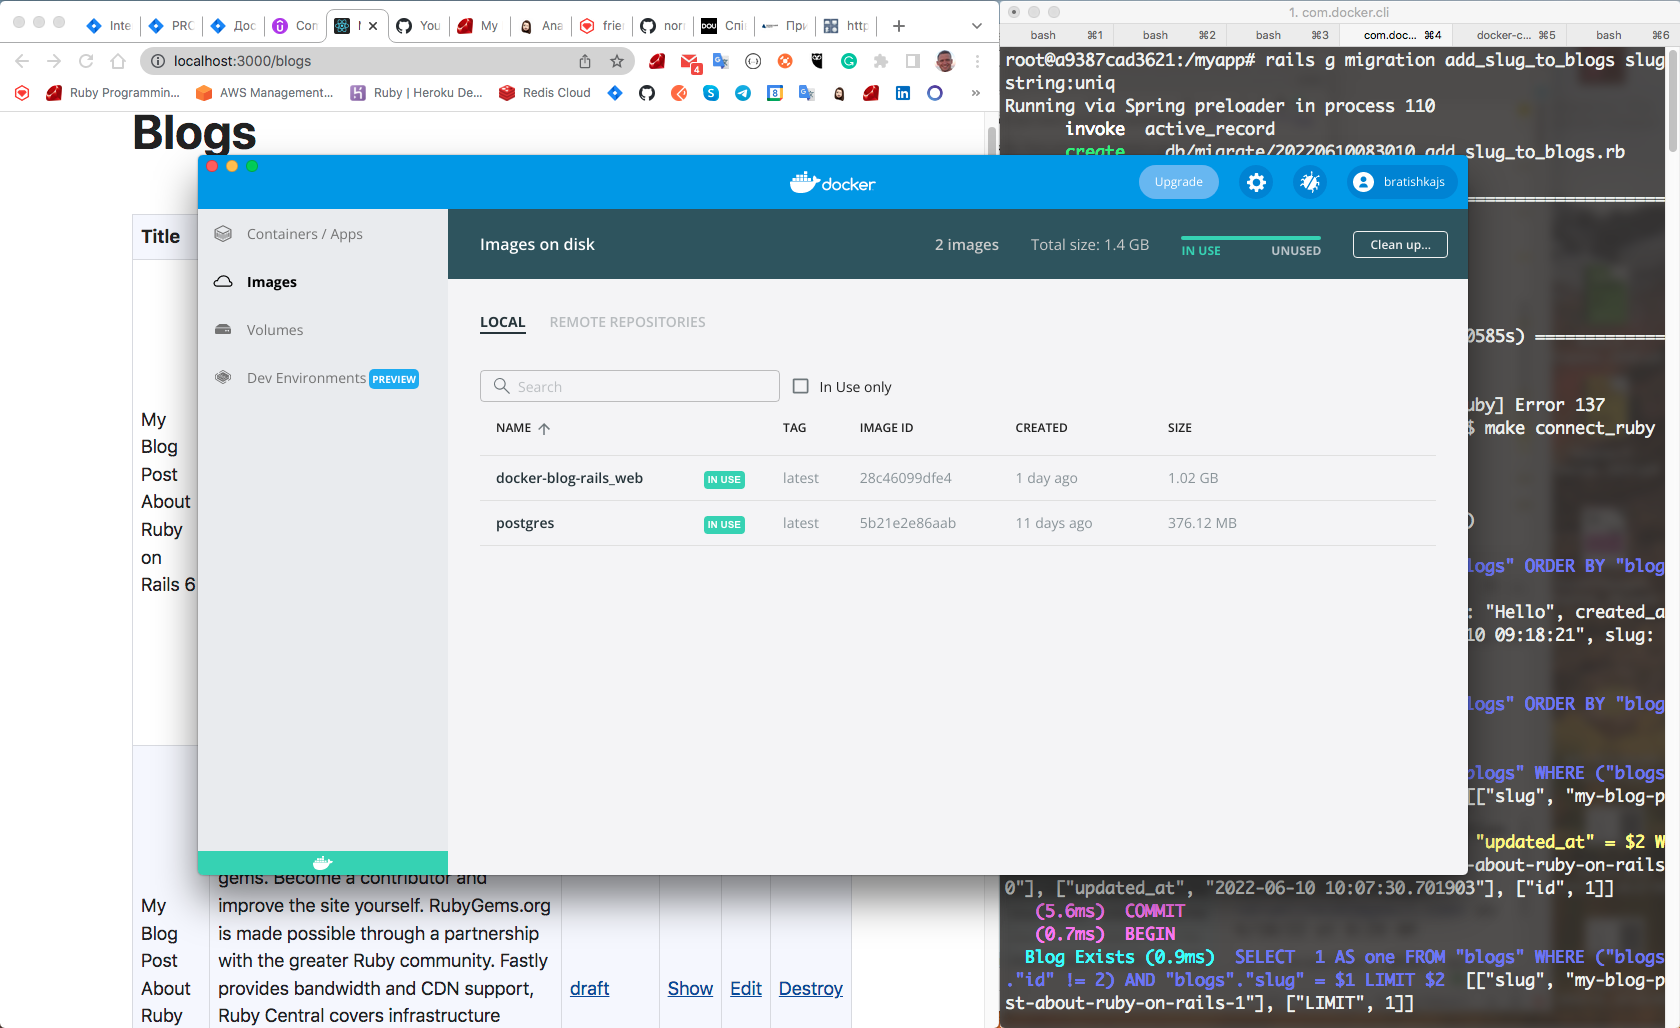 Inte
PRC
Дос
Con
You
My
Ana
frie
nor
DOU
Спі
При
http
localhost:3000/blogs
4
Ruby Programmin...
AWS Management...
Ruby | Heroku De...
Redis Cloud
»
Blogs
Title
My
Blog
Post
About
Ruby
on
Rails 6
docker
Upgrade
bratishkajs
Containers / Apps
Images
Volumes
Dev Environments PREVIEW
Images on disk
2 images
Total size: 1.4 GB
IN USE
UNUSED
Clean up...
LOCAL
REMOTE REPOSITORIES
Search
In Use only
NAME TAG IMAGE ID CREATED SIZE
docker-blog-rails_web IN USE latest 28c46099dfe4 1 day ago 1.02 GB
postgres IN USE latest 5b21e2e86aab 11 days ago 376.12 MB
gems. Become a contributor and
improve the site yourself. RubyGems.org
is made possible through a partnership
with the greater Ruby community. Fastly
provides bandwidth and CDN support,
Ruby Central covers infrastructure
My
Blog
Post
About
Ruby
draft
Show
Edit
Destroy
1. com.docker.cli
bash ⌘1
bash ⌘2
bash ⌘3
com.doc... ⌘4
docker-c... ⌘5
bash ⌘6
root@a9387cad3621:/myapp# rails g migration add_slug_to_blogs slug
string:uniq
Running via Spring preloader in process 110
invoke active_record
create db/migrate/20220610083010_add_slug_to_blogs.rb
====================
0585s) =============
uby] Error 137
$ make connect_ruby
)
logs" ORDER BY "blog
: "Hello", created_a
10 09:18:21", slug:
logs" ORDER BY "blog
blogs" WHERE ("blogs
[["slug", "my-blog-p
"updated_at" = $2 W
-about-ruby-on-rails
0"], ["updated_at", "2022-06-10 10:07:30.701903"], ["id", 1]]
(5.6ms) COMMIT
(0.7ms) BEGIN
Blog Exists (0.9ms) SELECT 1 AS one FROM "blogs" WHERE ("blogs
."id" != 2) AND "blogs"."slug" = $1 LIMIT $2 [["slug", "my-blog-p
st-about-ruby-on-rails-1"], ["LIMIT", 1]]